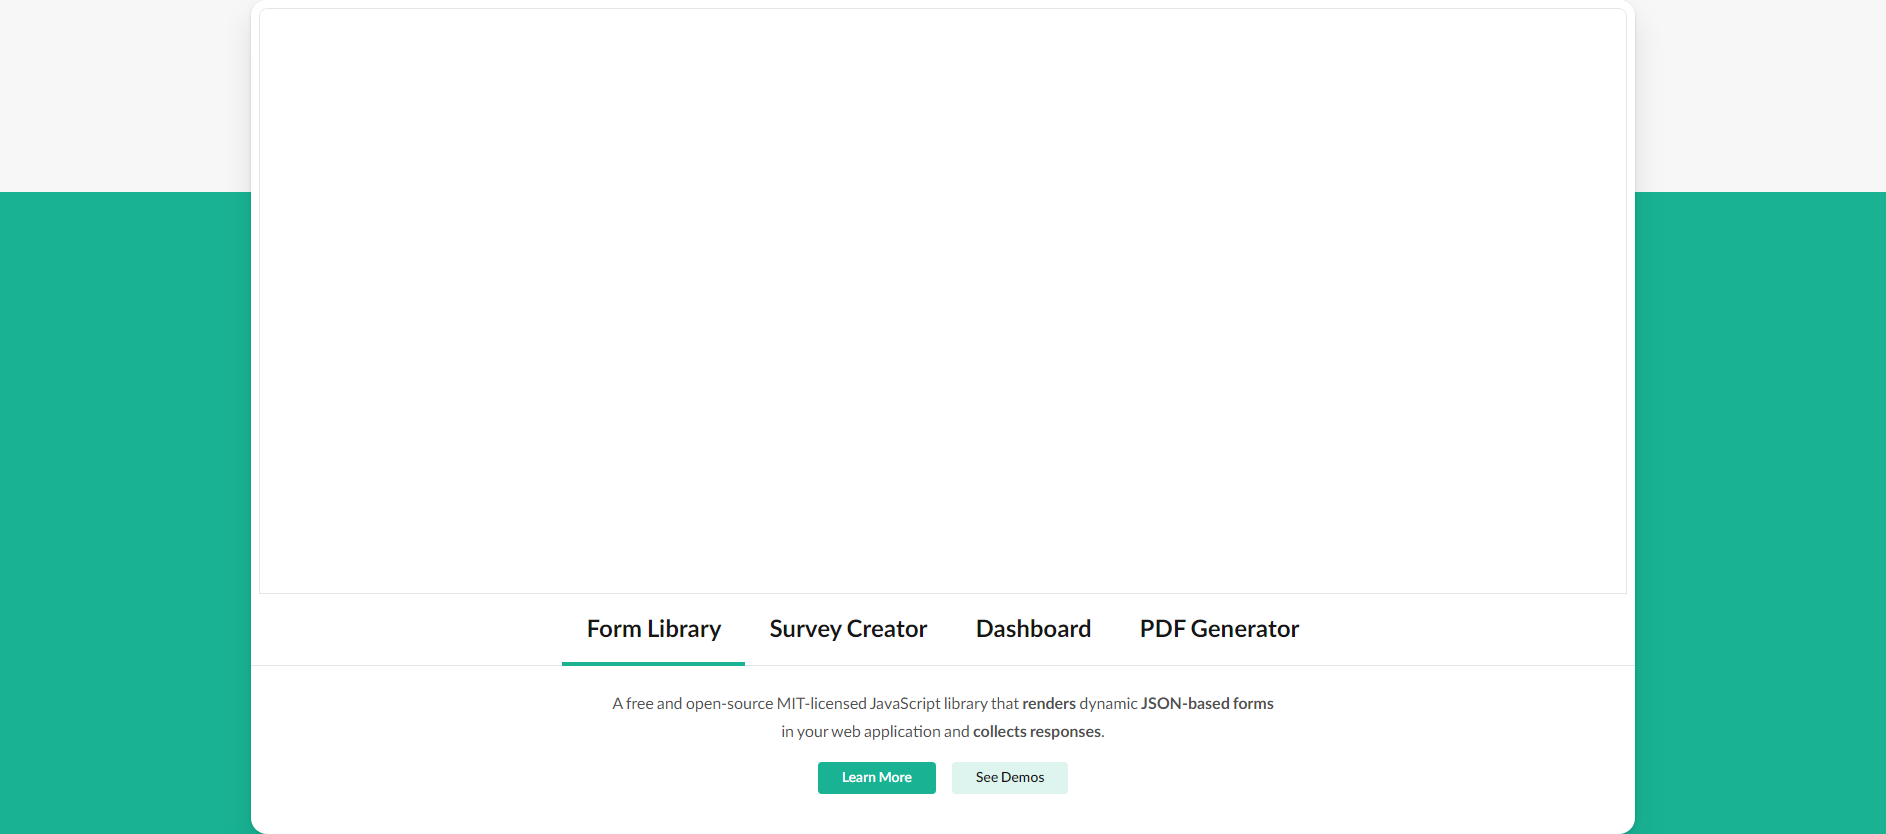 Form Library Survey Creator Dashboard PDF Generator
A free and open-source MIT-licensed JavaScript library that renders dynamic JSON-based forms
in your web application and collects responses.
Learn More See Demos